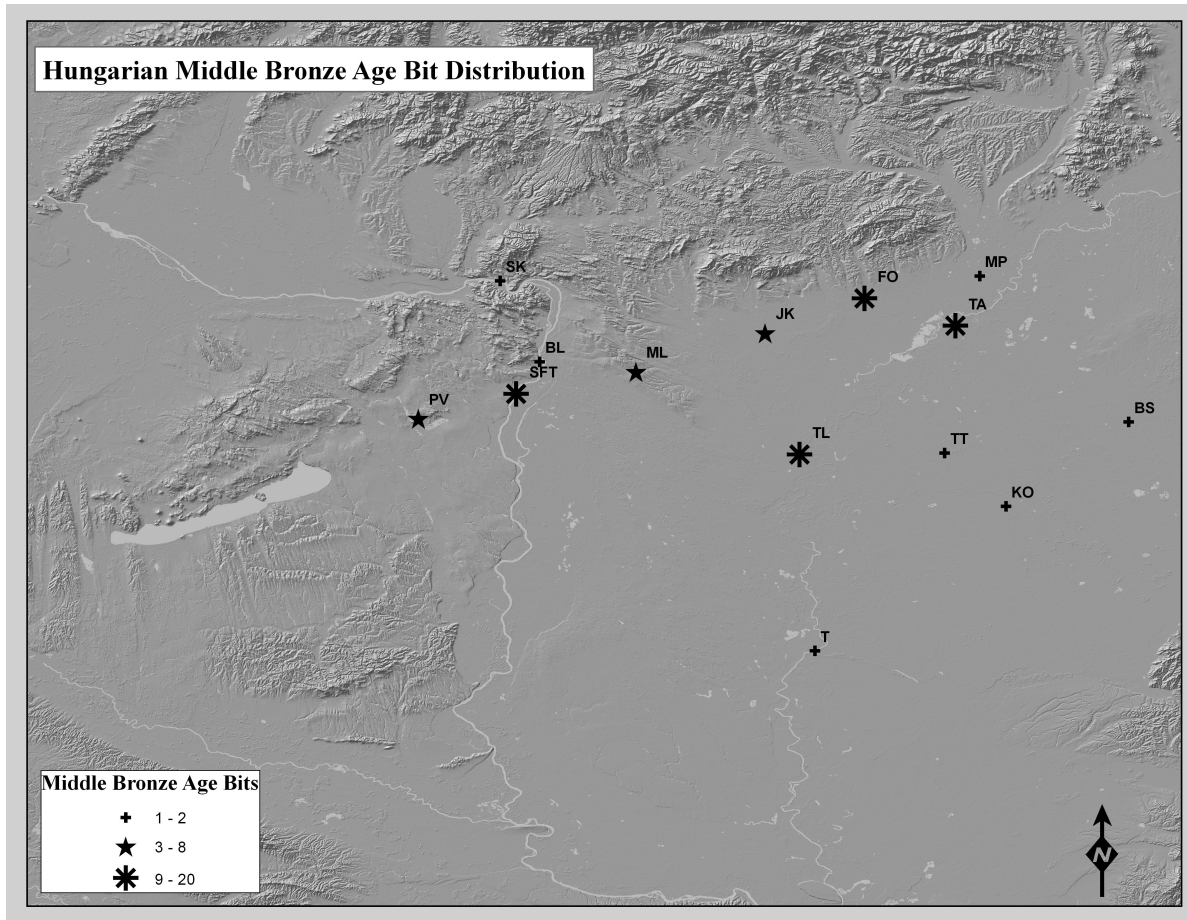 Hungarian Middle Bronze Age Bit Distribution
SK
MP
FO
TA
JK
BL
ML
SFT
PV
BS
TL
TT
KO
T
Middle Bronze Age Bits
1 - 2
3 - 8
9 - 20
N